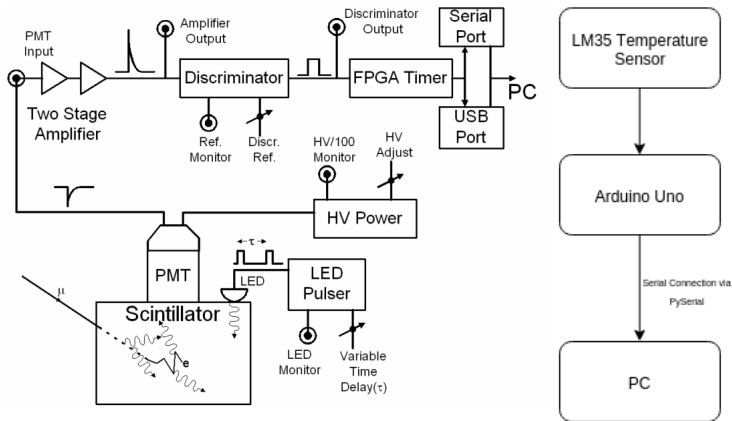 PMT
Input
Amplifier
Output
Discriminator
Output
Serial
Port
Two Stage
Amplifier
Discriminator
FPGA Timer
PC
USB
Port
Ref.
Monitor
Discr.
Ref.
HV/100
Monitor
HV
Adjust
HV Power
PMT
τ
LED
LED
Pulser
μ
Scintillator
e
LED
Monitor
Variable
Time
Delay(τ)
LM35 Temperature
Sensor
Arduino Uno
Serial Connection via
PySerial
PC